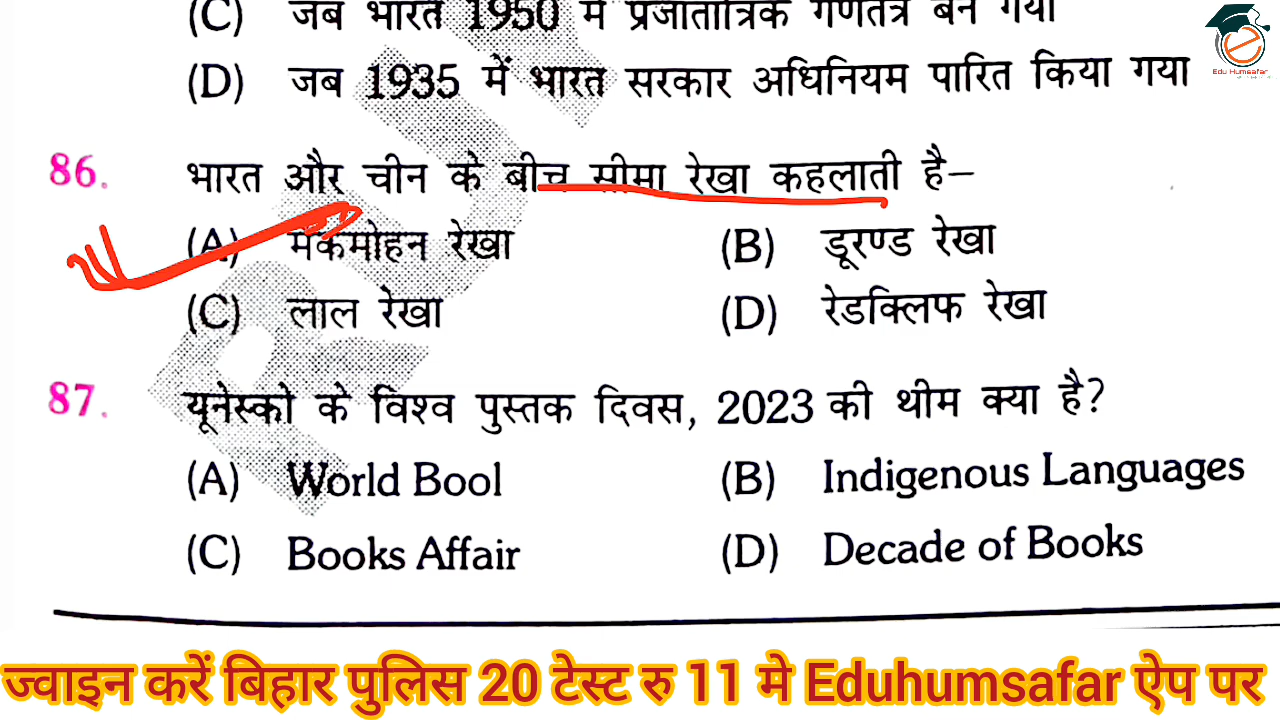 (C) जब भारत 1950 में प्रजातांत्रिक गणतंत्र बन गया
Edu Humsafar
(D) जब 1935 में भारत सरकार अधिनियम पारित किया गया
86. भारत और चीन के बीच सीमा रेखा कहलाती है–
(A) मैकमोहन रेखा (B) डूरण्ड रेखा
(C) लाल रेखा (D) रेडक्लिफ रेखा
87. यूनेस्को के विश्व पुस्तक दिवस, 2023 की थीम क्या है?
(A) World Bool (B) Indigenous Languages
(C) Books Affair (D) Decade of Books
ज्वाइन करें बिहार पुलिस 20 टेस्ट रु 11 मे Eduhumsafar ऐप पर